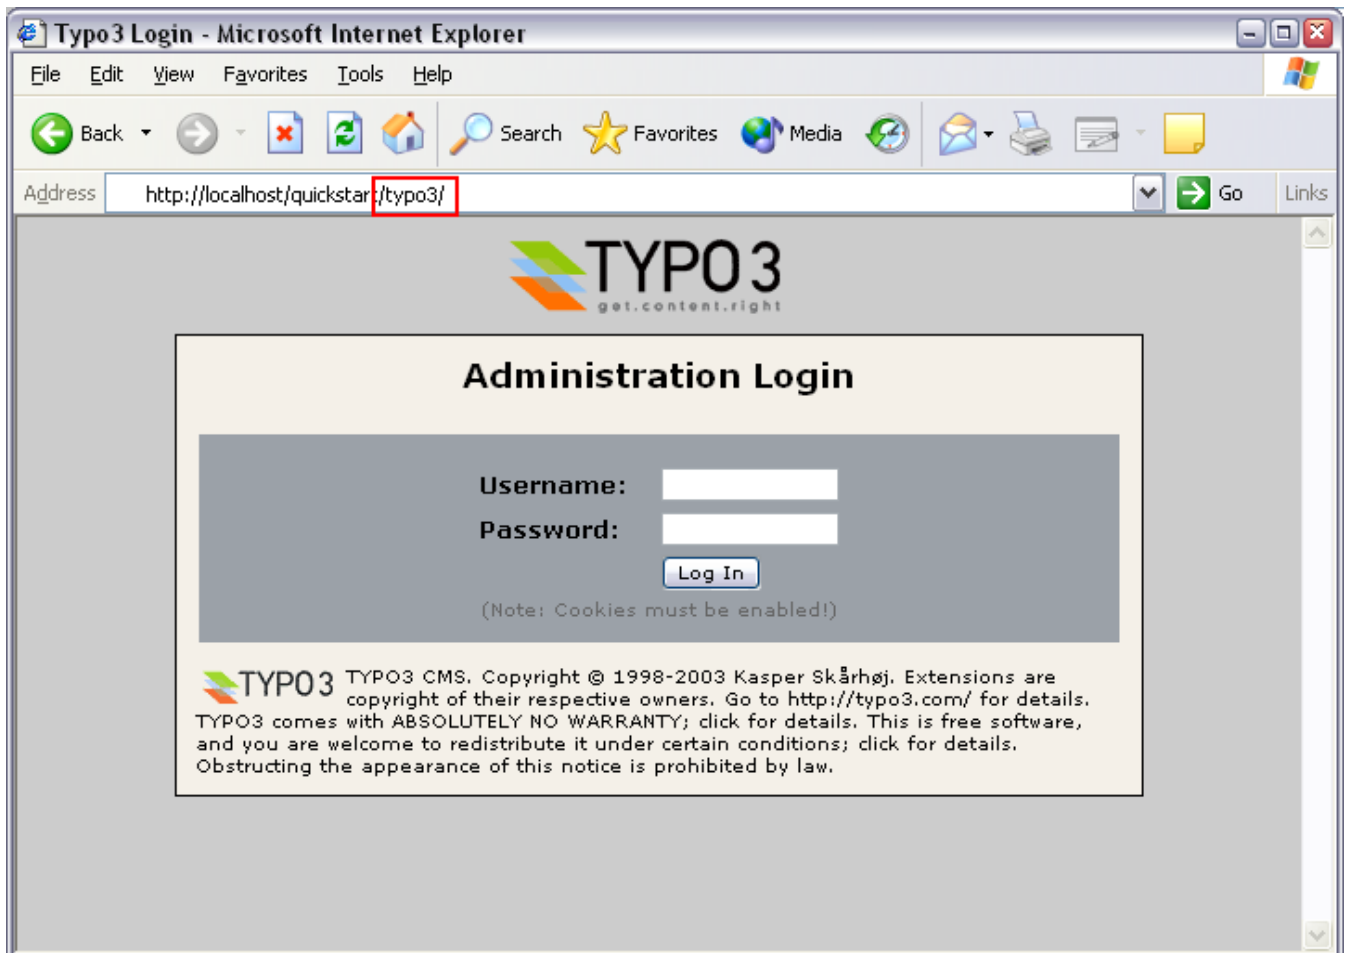 Typo3 Login - Microsoft Internet Explorer
File Edit View Favorites Tools Help
Back Search Favorites Media
Address http://localhost/quickstart/typo3/ Go Links
TYPO3
get.content.right
Administration Login
Username:
Password:
Log In
(Note: Cookies must be enabled!)
TYPO3 TYPO3 CMS. Copyright © 1998-2003 Kasper Skårhøj. Extensions are
copyright of their respective owners. Go to http://typo3.com/ for details.
TYPO3 comes with ABSOLUTELY NO WARRANTY; click for details. This is free software,
and you are welcome to redistribute it under certain conditions; click for details.
Obstructing the appearance of this notice is prohibited by law.